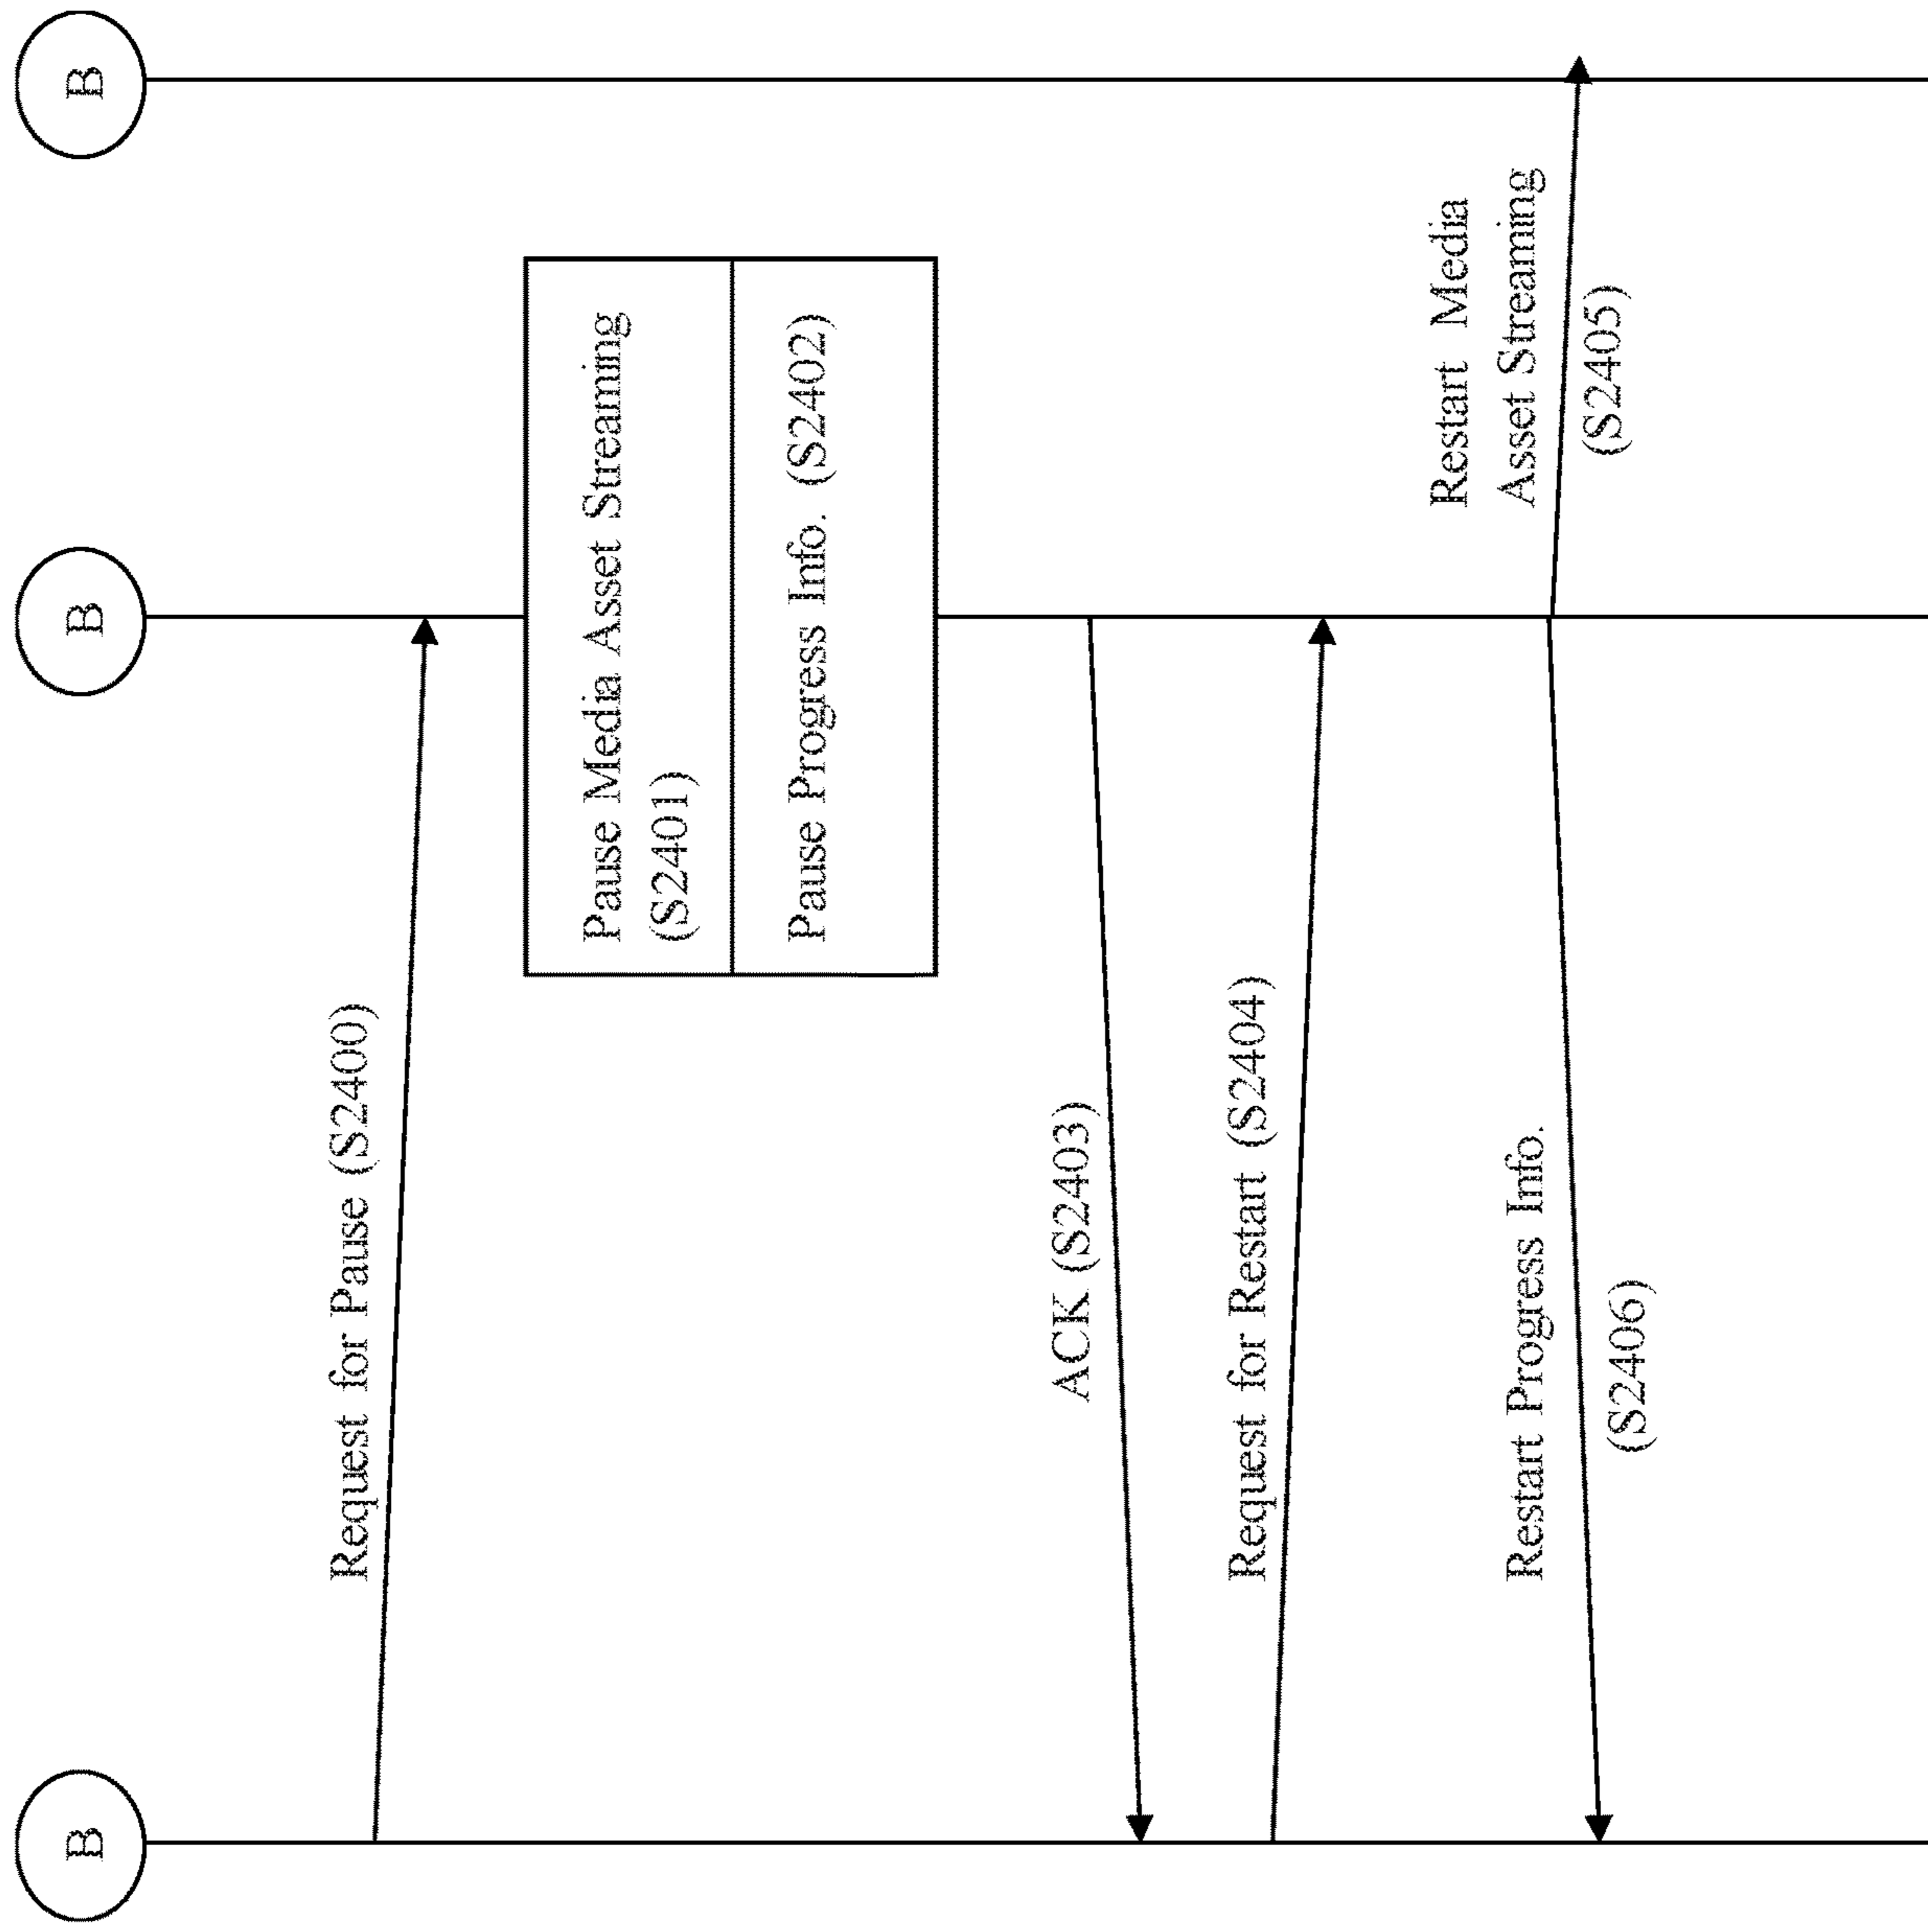 B
B
B
Request for Pause (S2400)
Pause Media Asset Streaming
(S2401)
Pause Progress Info. (S2402)
ACK (S2403)
Request for Restart (S2404)
Restart Media
Asset Streaming
(S2405)
Restart Progress Info.
(S2406)